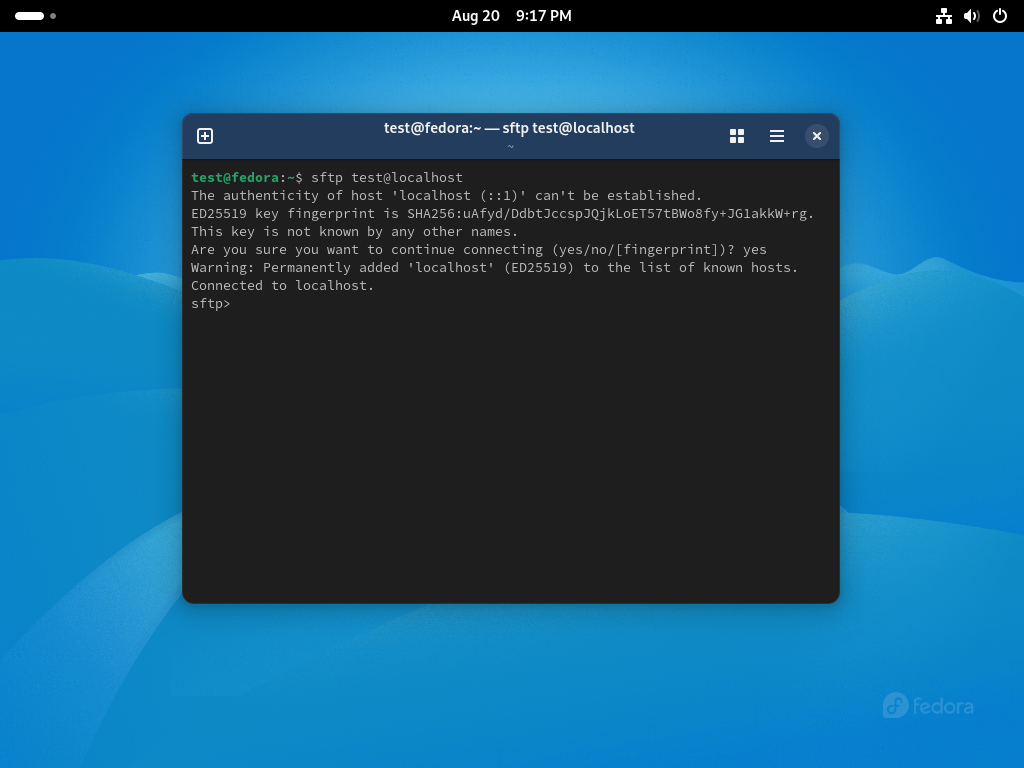 Aug 20 9:17 PM
test@fedora:~ — sftp test@localhost
~
test@fedora:~$ sftp test@localhost
The authenticity of host 'localhost (::1)' can't be established.
ED25519 key fingerprint is SHA256:uAfyd/DdbtJccspJQjkLoET57tBWo8fy+JG1akkW+rg.
This key is not known by any other names.
Are you sure you want to continue connecting (yes/no/[fingerprint])? yes
Warning: Permanently added 'localhost' (ED25519) to the list of known hosts.
Connected to localhost.
sftp>
fedora